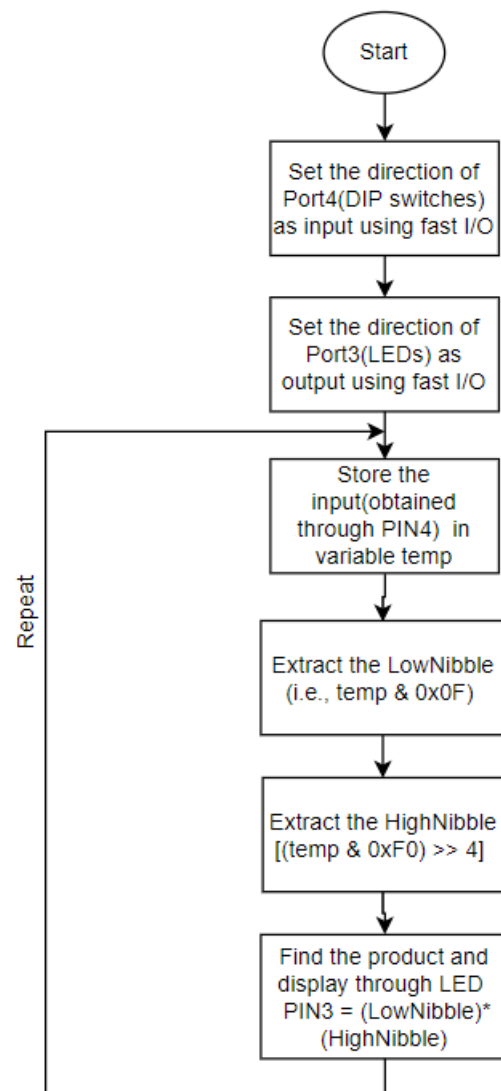 Start
Set the direction of
Port4(DIP switches)
as input using fast I/O
Set the direction of
Port3(LEDs) as
output using fast I/O
Store the
input(obtained
through PIN4) in
variable temp
Repeat
Extract the LowNibble
(i.e., temp & 0x0F)
Extract the HighNibble
[(temp & 0xF0) >> 4]
Find the product and
display through LED
PIN3 = (LowNibble)*
(HighNibble)